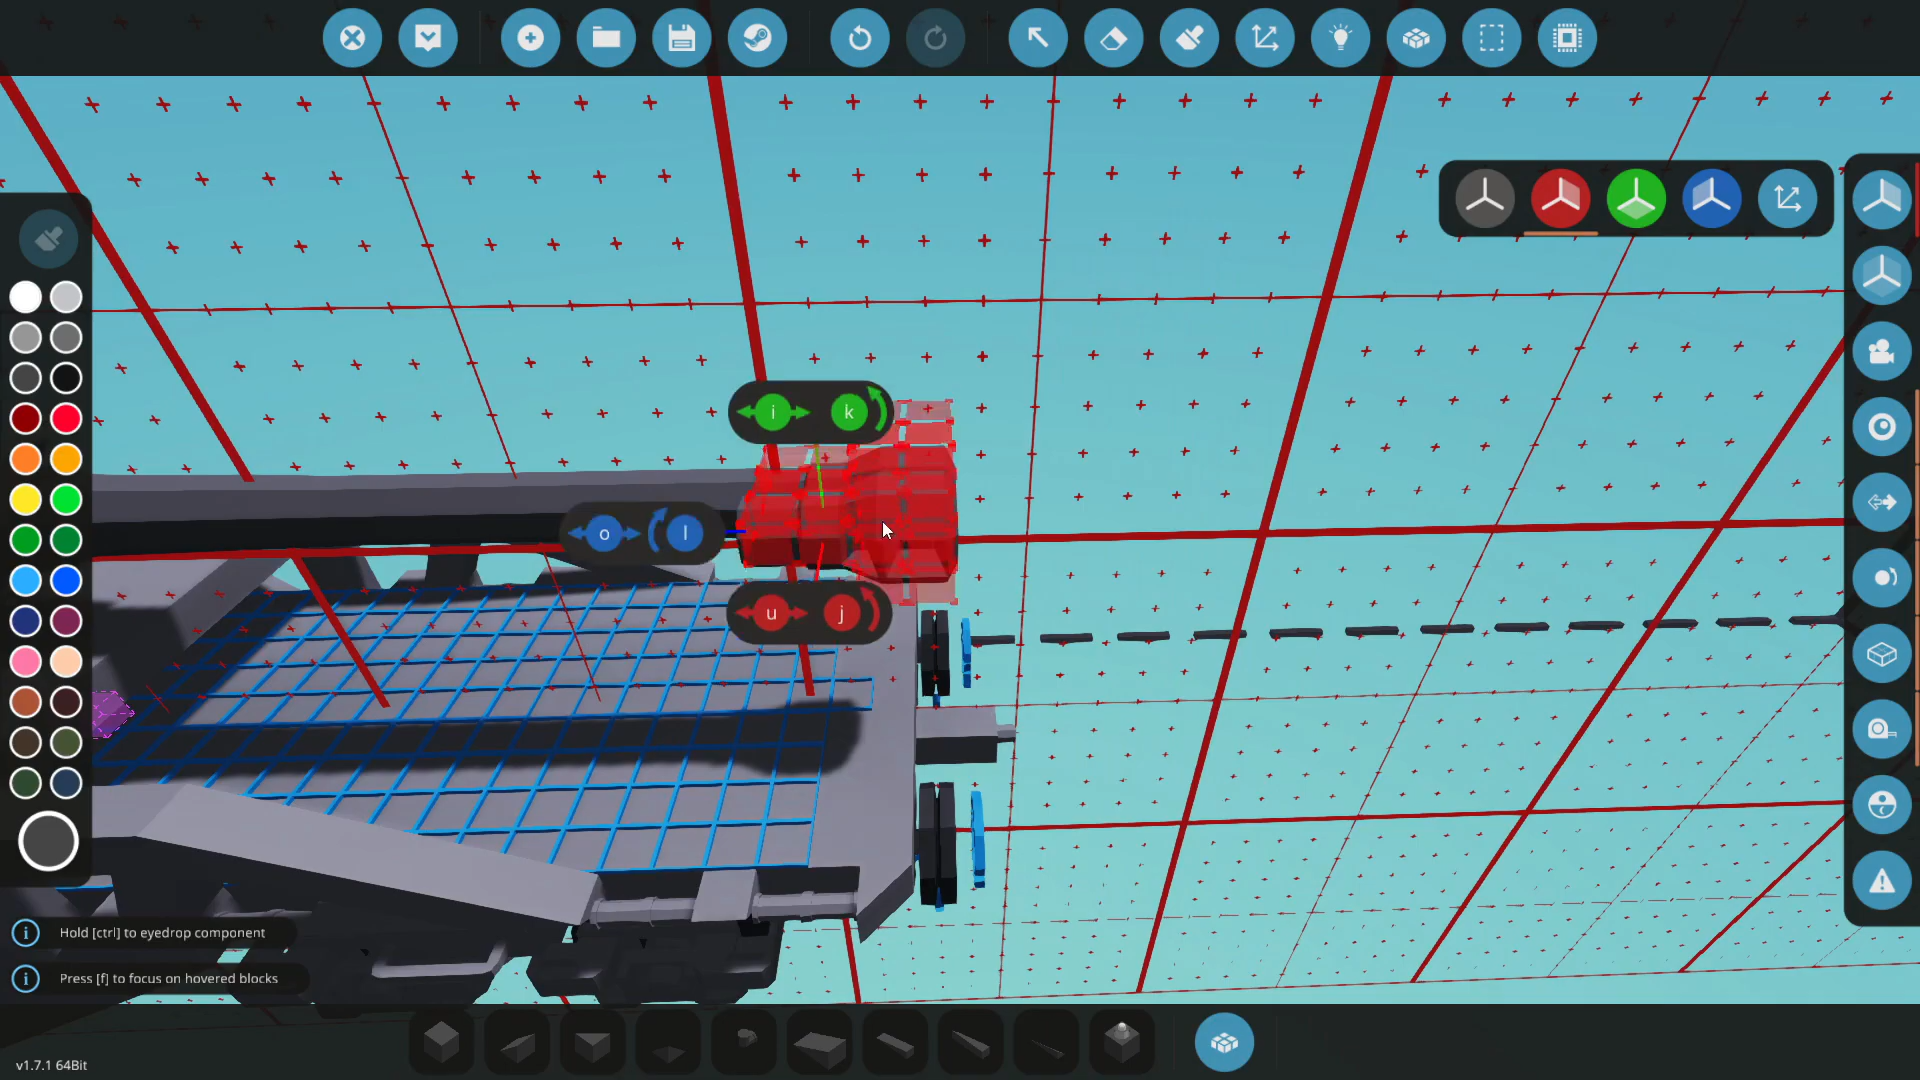 i k
o l
u j
Hold [ctrl] to eyedrop component
Press [f] to focus on hovered blocks
v1.7.1 64Bit